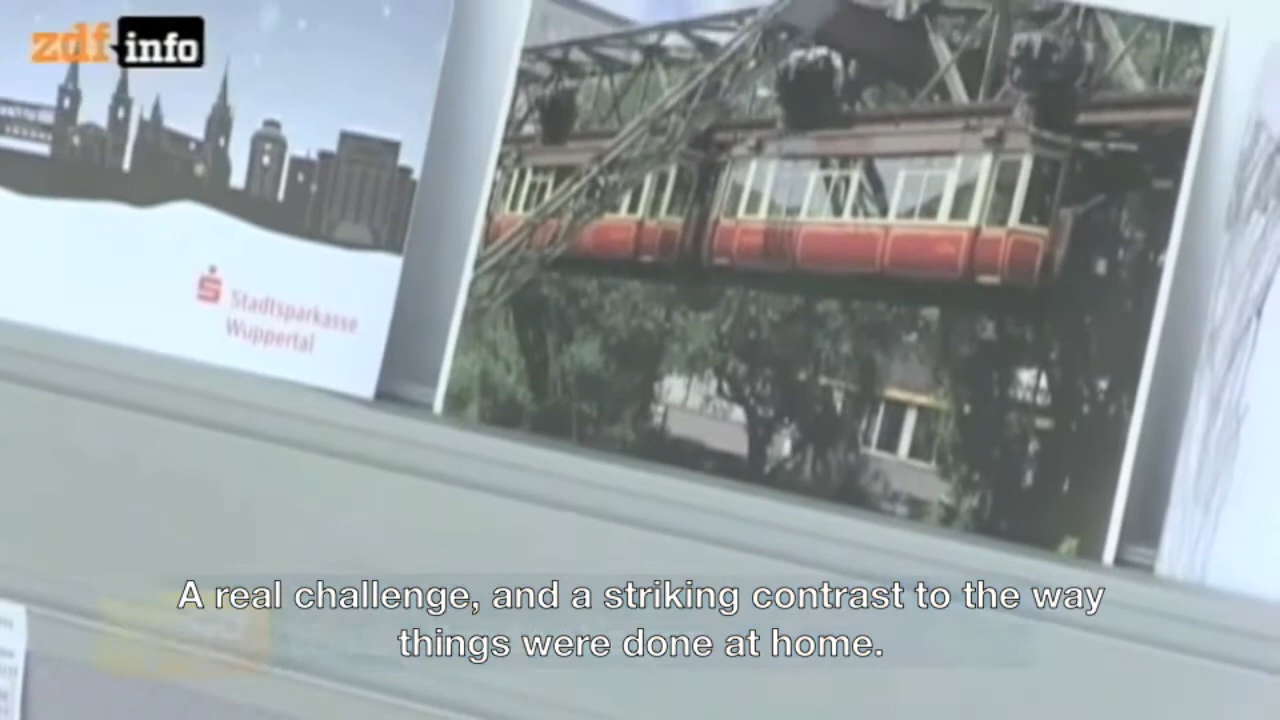 zdf info
Stadtsparkasse
Wuppertal
A real challenge, and a striking contrast to the way
things were done at home.